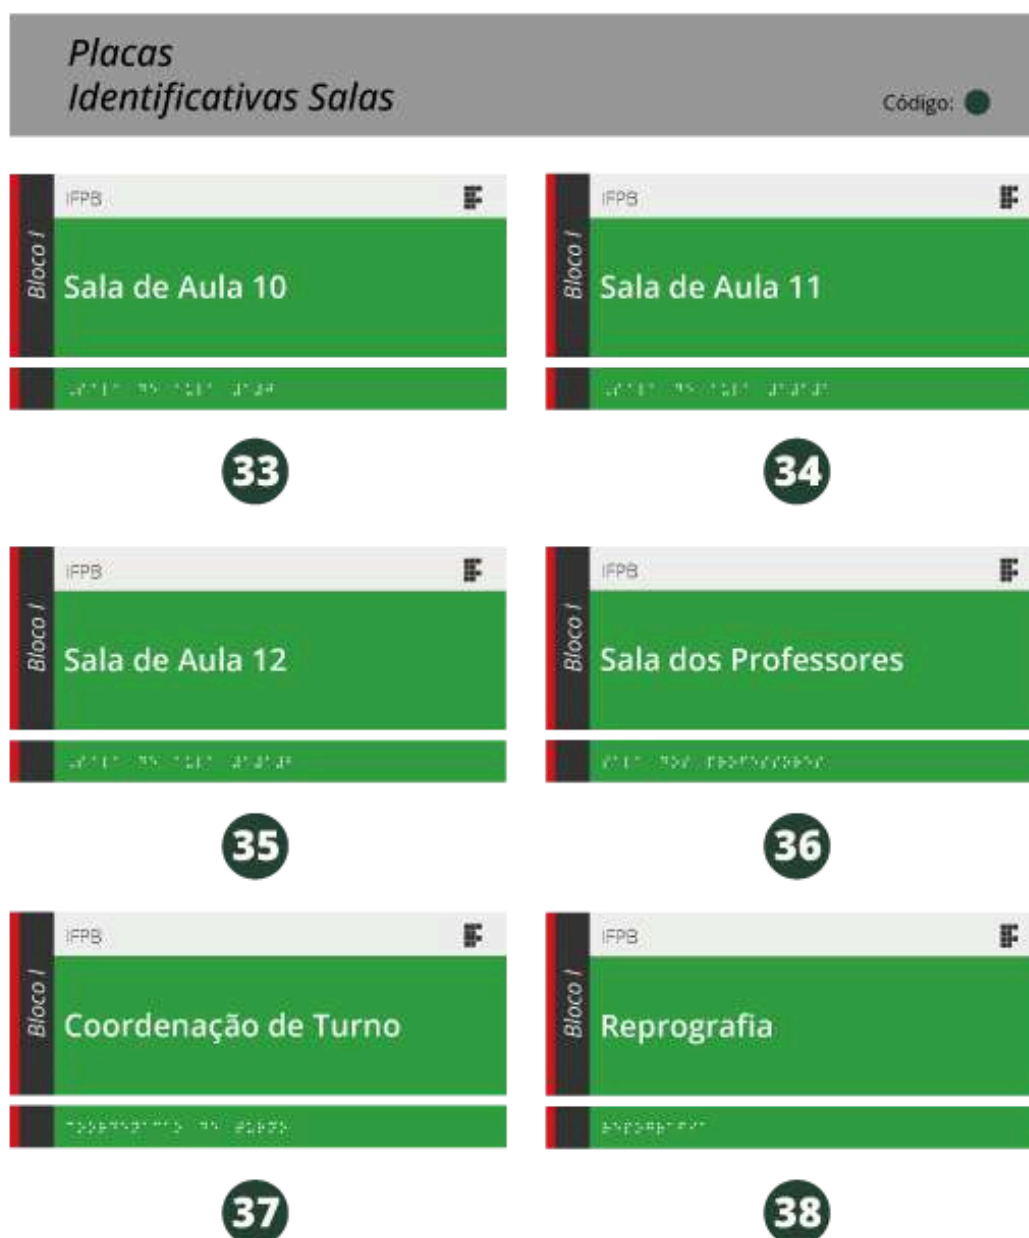 Placas
Identificativas Salas
Código:
IFPB
Bloco I
Sala de Aula 10
33
IFPB
Bloco I
Sala de Aula 11
34
IFPB
Bloco I
Sala de Aula 12
35
IFPB
Bloco I
Sala dos Professores
36
IFPB
Bloco I
Coordenação de Turno
37
IFPB
Bloco I
Reprografia
38